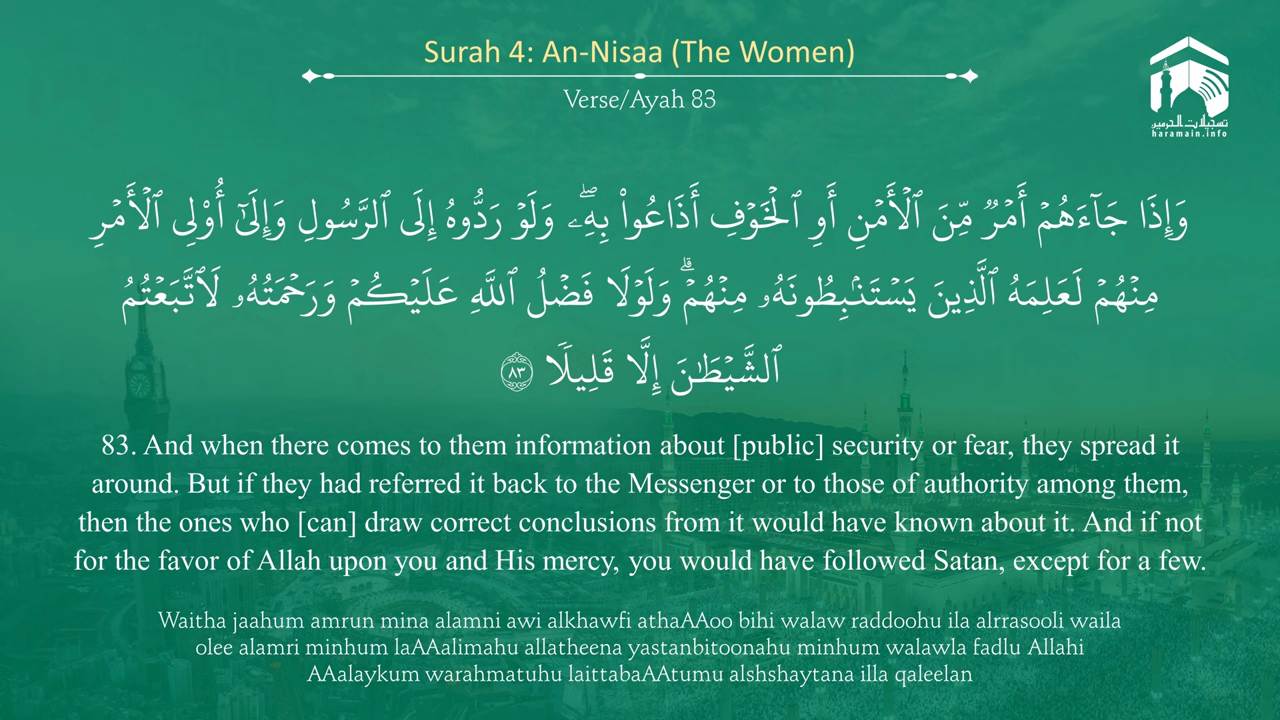 Surah 4: An-Nisaa (The Women)
Verse/Ayah 83
تسجيلات الحرمين
haramain.info
وَإِذَا جَآءَهُمۡ أَمۡرٞ مِّنَ ٱلۡأَمۡنِ أَوِ ٱلۡخَوۡفِ أَذَاعُواْ بِهِۦۖ وَلَوۡ رَدُّوهُ إِلَى ٱلرَّسُولِ وَإِلَىٰٓ أُوْلِي ٱلۡأَمۡرِ
مِنۡهُمۡ لَعَلِمَهُ ٱلَّذِينَ يَسۡتَنۢبِطُونَهُۥ مِنۡهُمۡۗ وَلَوۡلَا فَضۡلُ ٱللَّهِ عَلَيۡكُمۡ وَرَحۡمَتُهُۥ لَٱتَّبَعۡتُمُ
ٱلشَّيۡطَٰنَ إِلَّا قَلِيلٗا ٨٣
83. And when there comes to them information about [public] security or fear, they spread it
around. But if they had referred it back to the Messenger or to those of authority among them,
then the ones who [can] draw correct conclusions from it would have known about it. And if not
for the favor of Allah upon you and His mercy, you would have followed Satan, except for a few.
Waitha jaahum amrun mina alamni awi alkhawfi athaAAoo bihi walaw raddoohu ila alrrasooli waila
olee alamri minhum laAAalimahu allatheena yastanbitoonahu minhum walawla fadlu Allahi
AAalaykum warahmatuhu laittabaAAtumu alshshaytana illa qaleelan